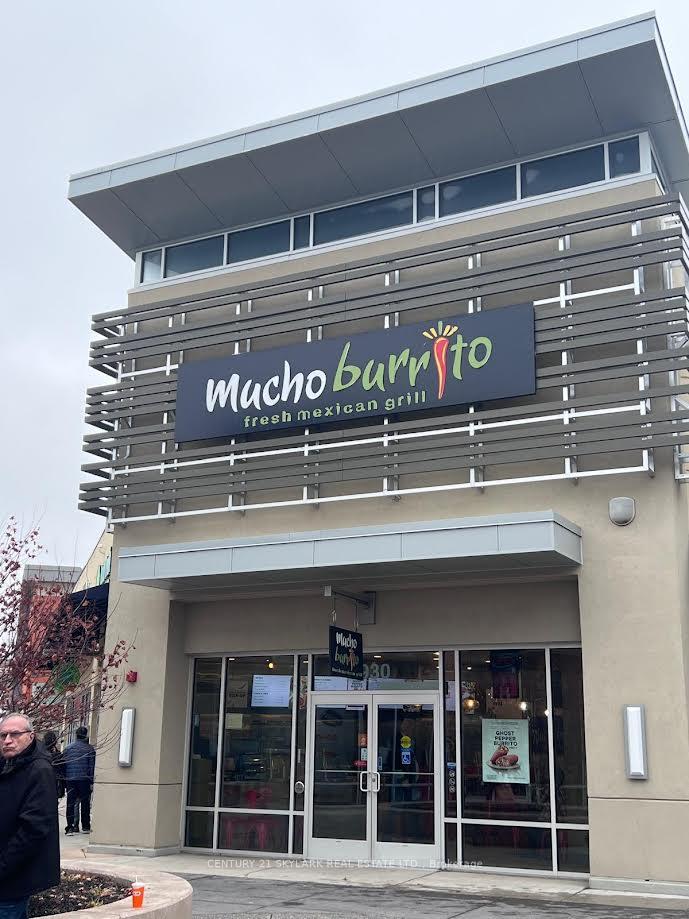 mucho burrito
fresh mexican grill
mucho
burrito
930
GHOST
PEPPER
BURRITO
CENTURY 21 SKYLARK REAL ESTATE LTD., Brokerage